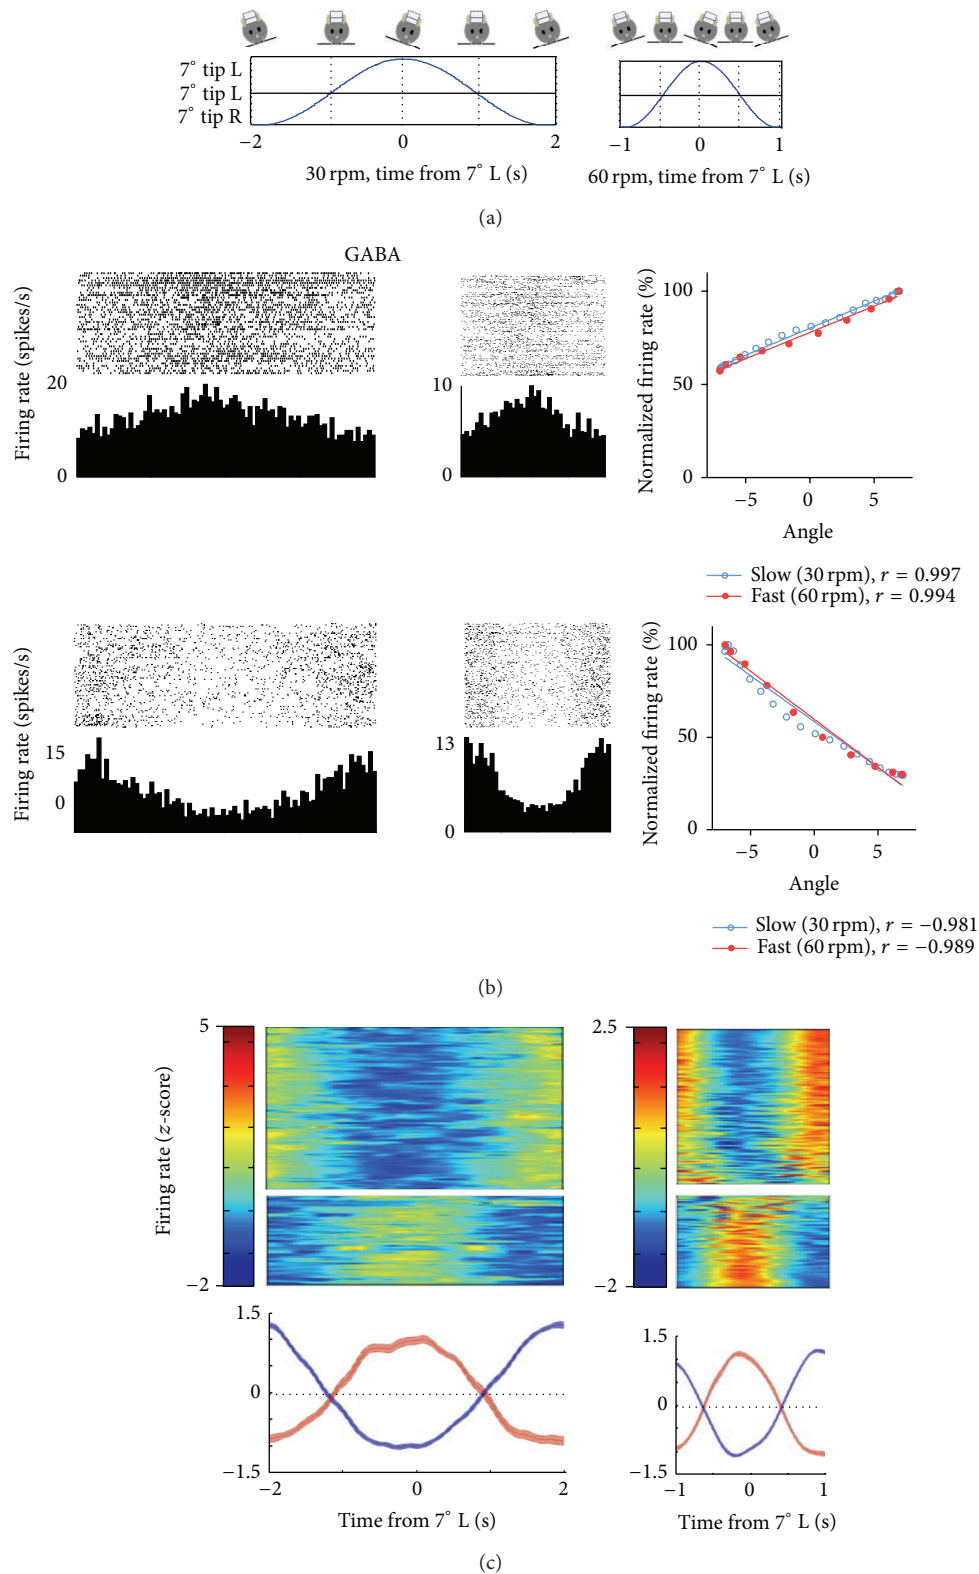 7° tip L
7° tip L
7° tip R
−2
0
2
30 rpm, time from 7° L (s)
−1
0
1
60 rpm, time from 7° L (s)
(a)
GABA
Firing rate (spikes/s)
20
0
10
0
Normalized firing rate (%)
100
50
0
−5
0
5
Angle
Slow (30 rpm), r = 0.997
Fast (60 rpm), r = 0.994
Firing rate (spikes/s)
15
0
13
0
Normalized firing rate (%)
100
50
0
−5
0
5
Angle
Slow (30 rpm), r = −0.981
Fast (60 rpm), r = −0.989
(b)
Firing rate (z-score)
5
−2
2.5
−2
1.5
0
−1.5
−2
0
2
Time from 7° L (s)
1.5
0
−1.5
−1
0
1
Time from 7° L (s)
(c)